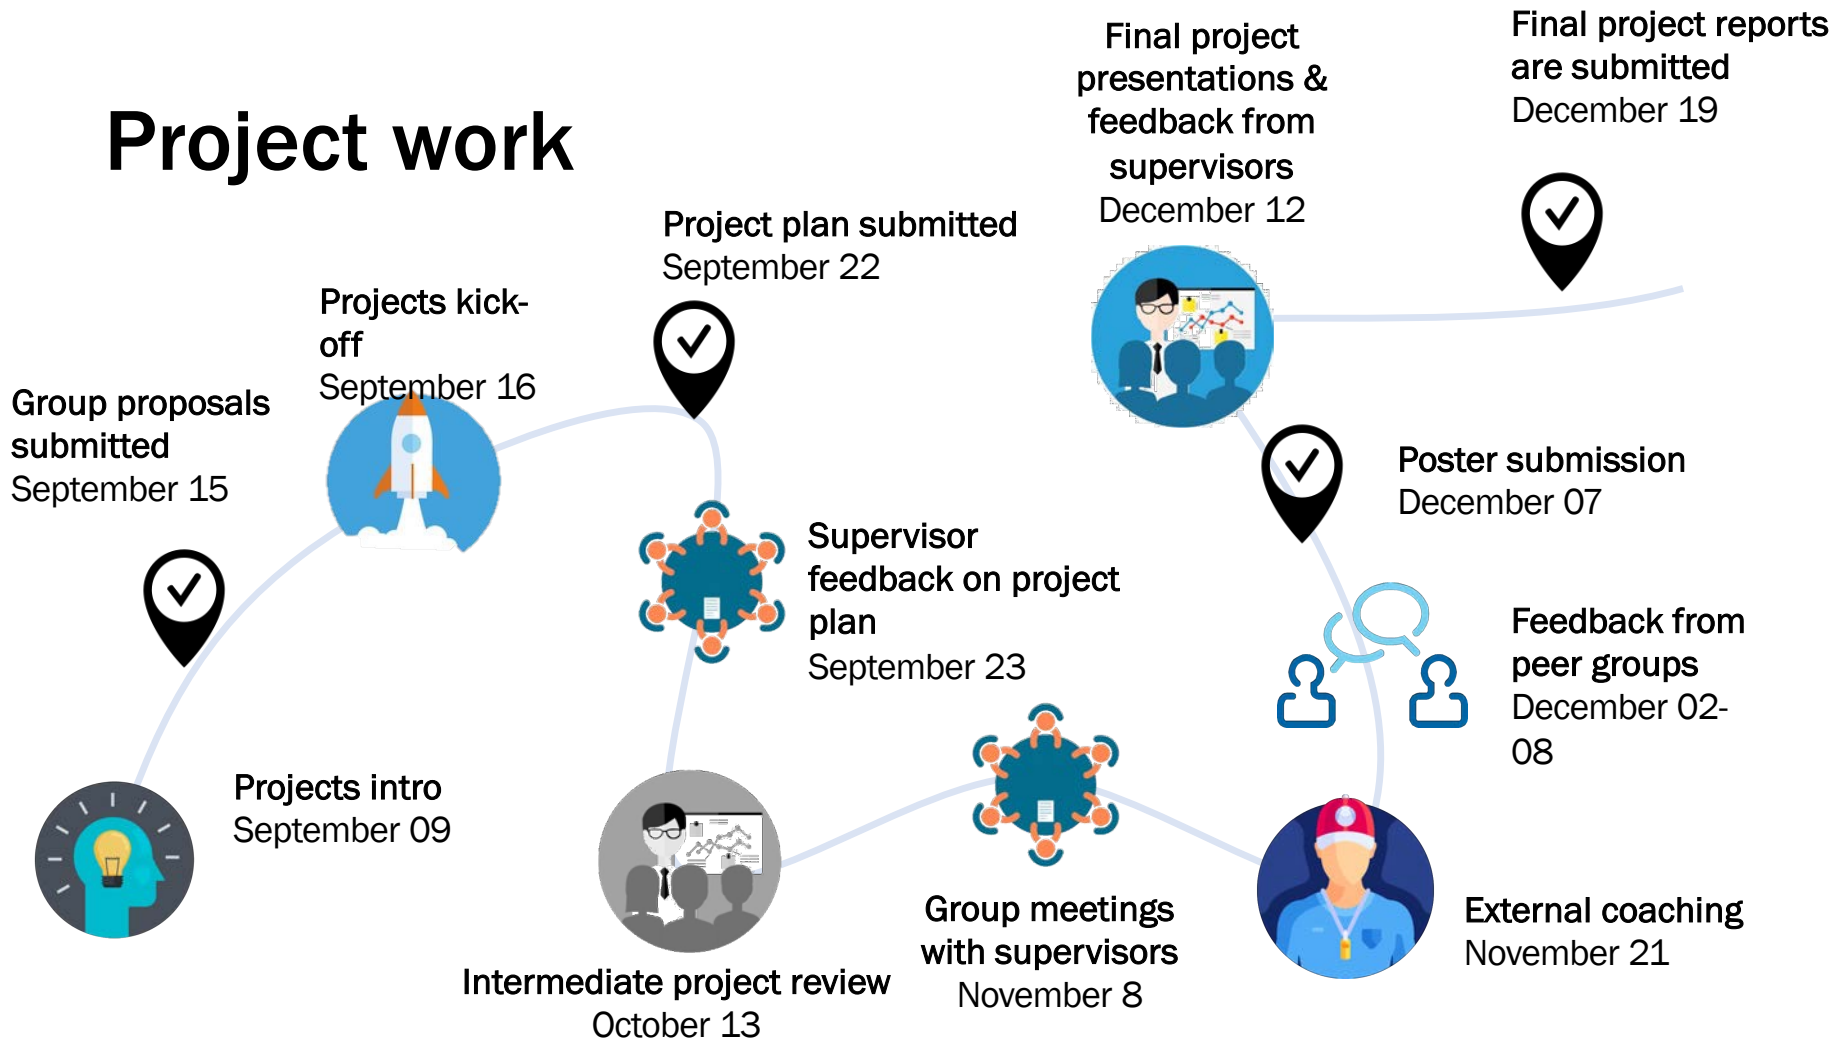 Project work
Projects intro
September 09
Group proposals
submitted
September 15
Projects kick-
off
September 16
Project plan submitted
September 22
Supervisor
feedback on project
plan
September 23
Intermediate project review
October 13
Group meetings
with supervisors
November 8
External coaching
November 21
Feedback from
peer groups
December 02-
08
Poster submission
December 07
Final project
presentations &
feedback from
supervisors
December 12
Final project reports
are submitted
December 19